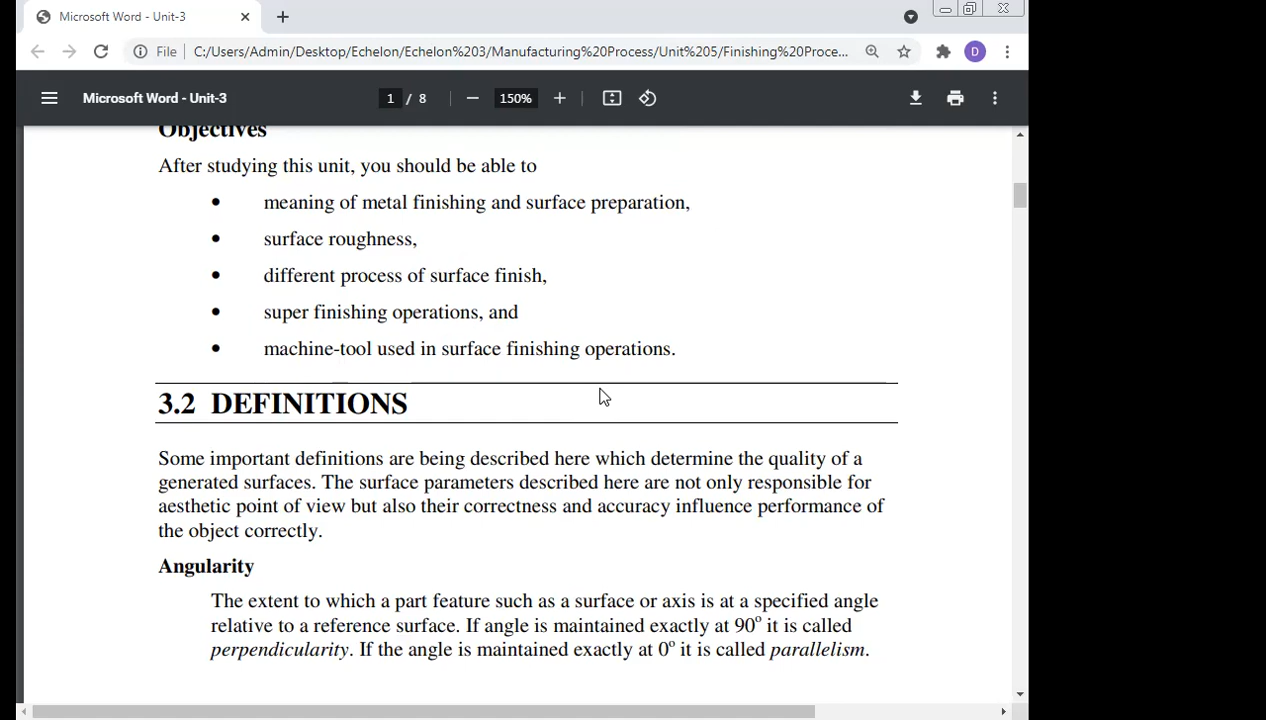 Microsoft Word - Unit-3
File C:/Users/Admin/Desktop/Echelon/Echelon%203/Manufacturing%20Process/Unit%205/Finishing%20Proce...
D
Microsoft Word - Unit-3
1 / 8
150%
Objectives
After studying this unit, you should be able to
• meaning of metal finishing and surface preparation,
• surface roughness,
• different process of surface finish,
• super finishing operations, and
• machine-tool used in surface finishing operations.
3.2 DEFINITIONS
Some important definitions are being described here which determine the quality of a
generated surfaces. The surface parameters described here are not only responsible for
aesthetic point of view but also their correctness and accuracy influence performance of
the object correctly.
Angularity
The extent to which a part feature such as a surface or axis is at a specified angle
relative to a reference surface. If angle is maintained exactly at 90° it is called
perpendicularity. If the angle is maintained exactly at 0° it is called parallelism.